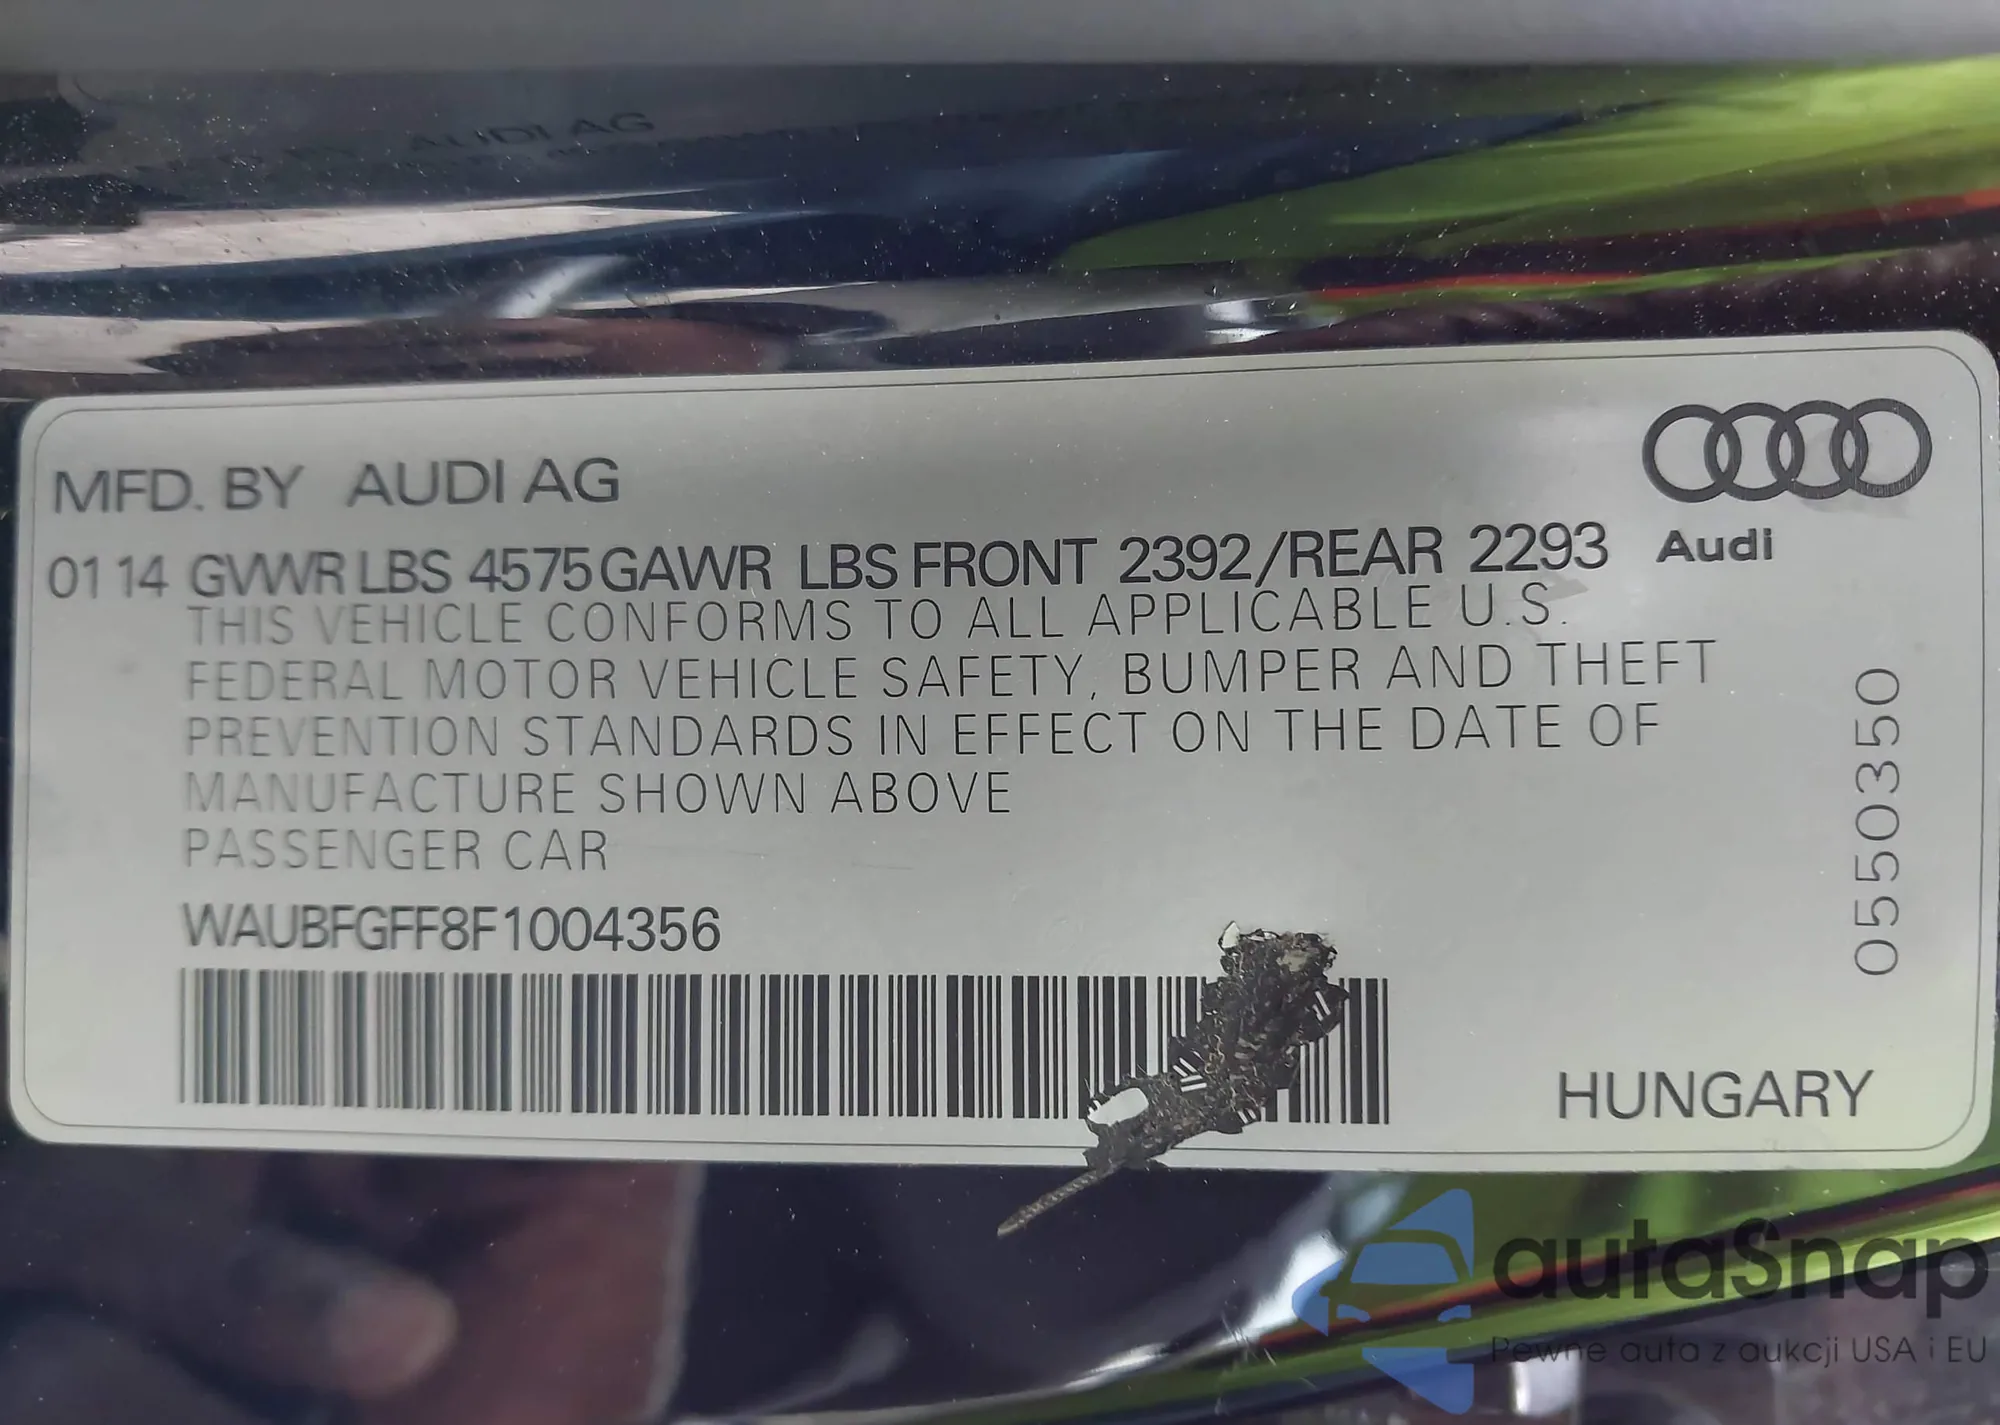 AUDI AG
MFD. BY AUDI AG
Audi
01 14 GVWR LBS 4575 GAWR LBS FRONT 2392/REAR 2293
THIS VEHICLE CONFORMS TO ALL APPLICABLE U.S.
FEDERAL MOTOR VEHICLE SAFETY, BUMPER AND THEFT
PREVENTION STANDARDS IN EFFECT ON THE DATE OF
MANUFACTURE SHOWN ABOVE
PASSENGER CAR
WAUBFGFF8F1004356
0550350
HUNGARY
autaSnap
Pewne auta z aukcji USA i EU